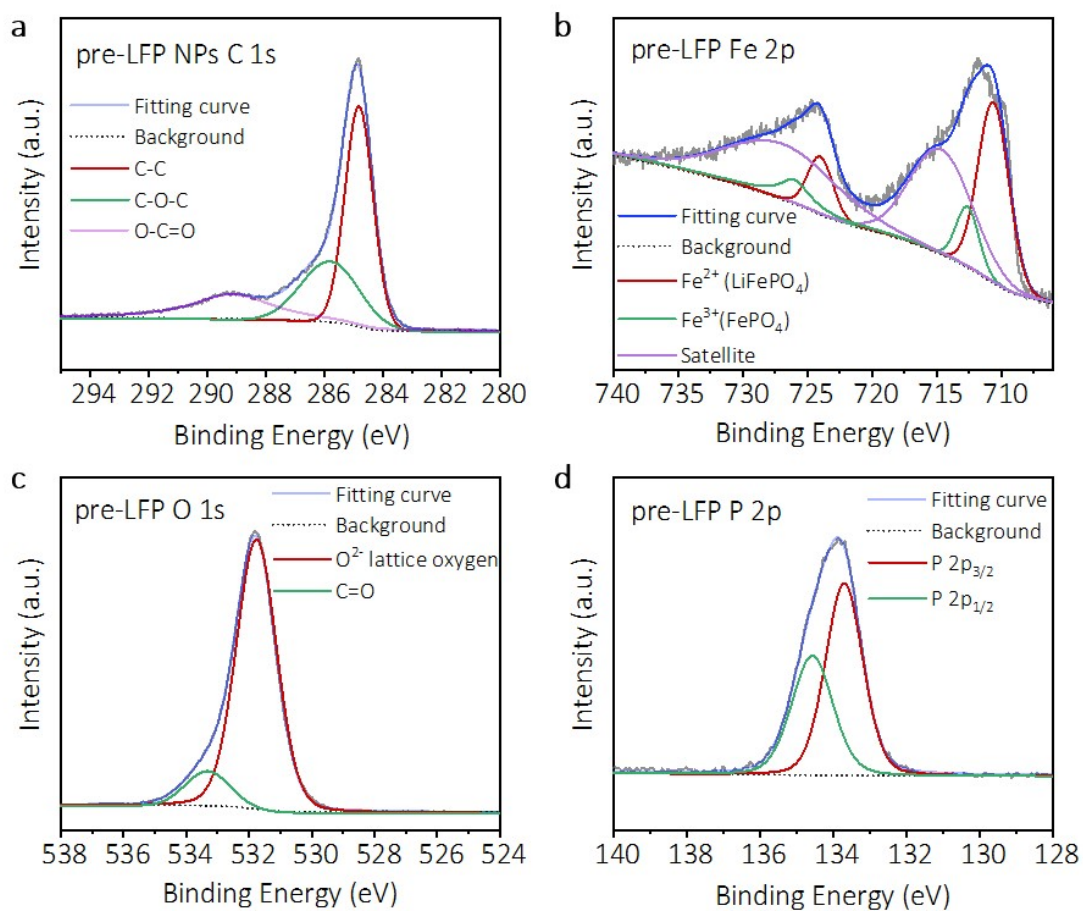 a
pre-LFP NPs C 1s
Fitting curve
Background
C-C
C-O-C
O-C=O
Intensity (a.u.)
294 292 290 288 286 284 282 280
Binding Energy (eV)
b
pre-LFP Fe 2p
Fitting curve
Background
Fe²⁺ (LiFePO₄)
Fe³⁺(FePO₄)
Satellite
Intensity (a.u.)
740 735 730 725 720 715 710
Binding Energy (eV)
c
pre-LFP O 1s
Fitting curve
Background
O²⁻ lattice oxygen
C=O
Intensity (a.u.)
538 536 534 532 530 528 526 524
Binding Energy (eV)
d
pre-LFP P 2p
Fitting curve
Background
P 2p₃/₂
P 2p₁/₂
Intensity (a.u.)
140 138 136 134 132 130 128
Binding Energy (eV)